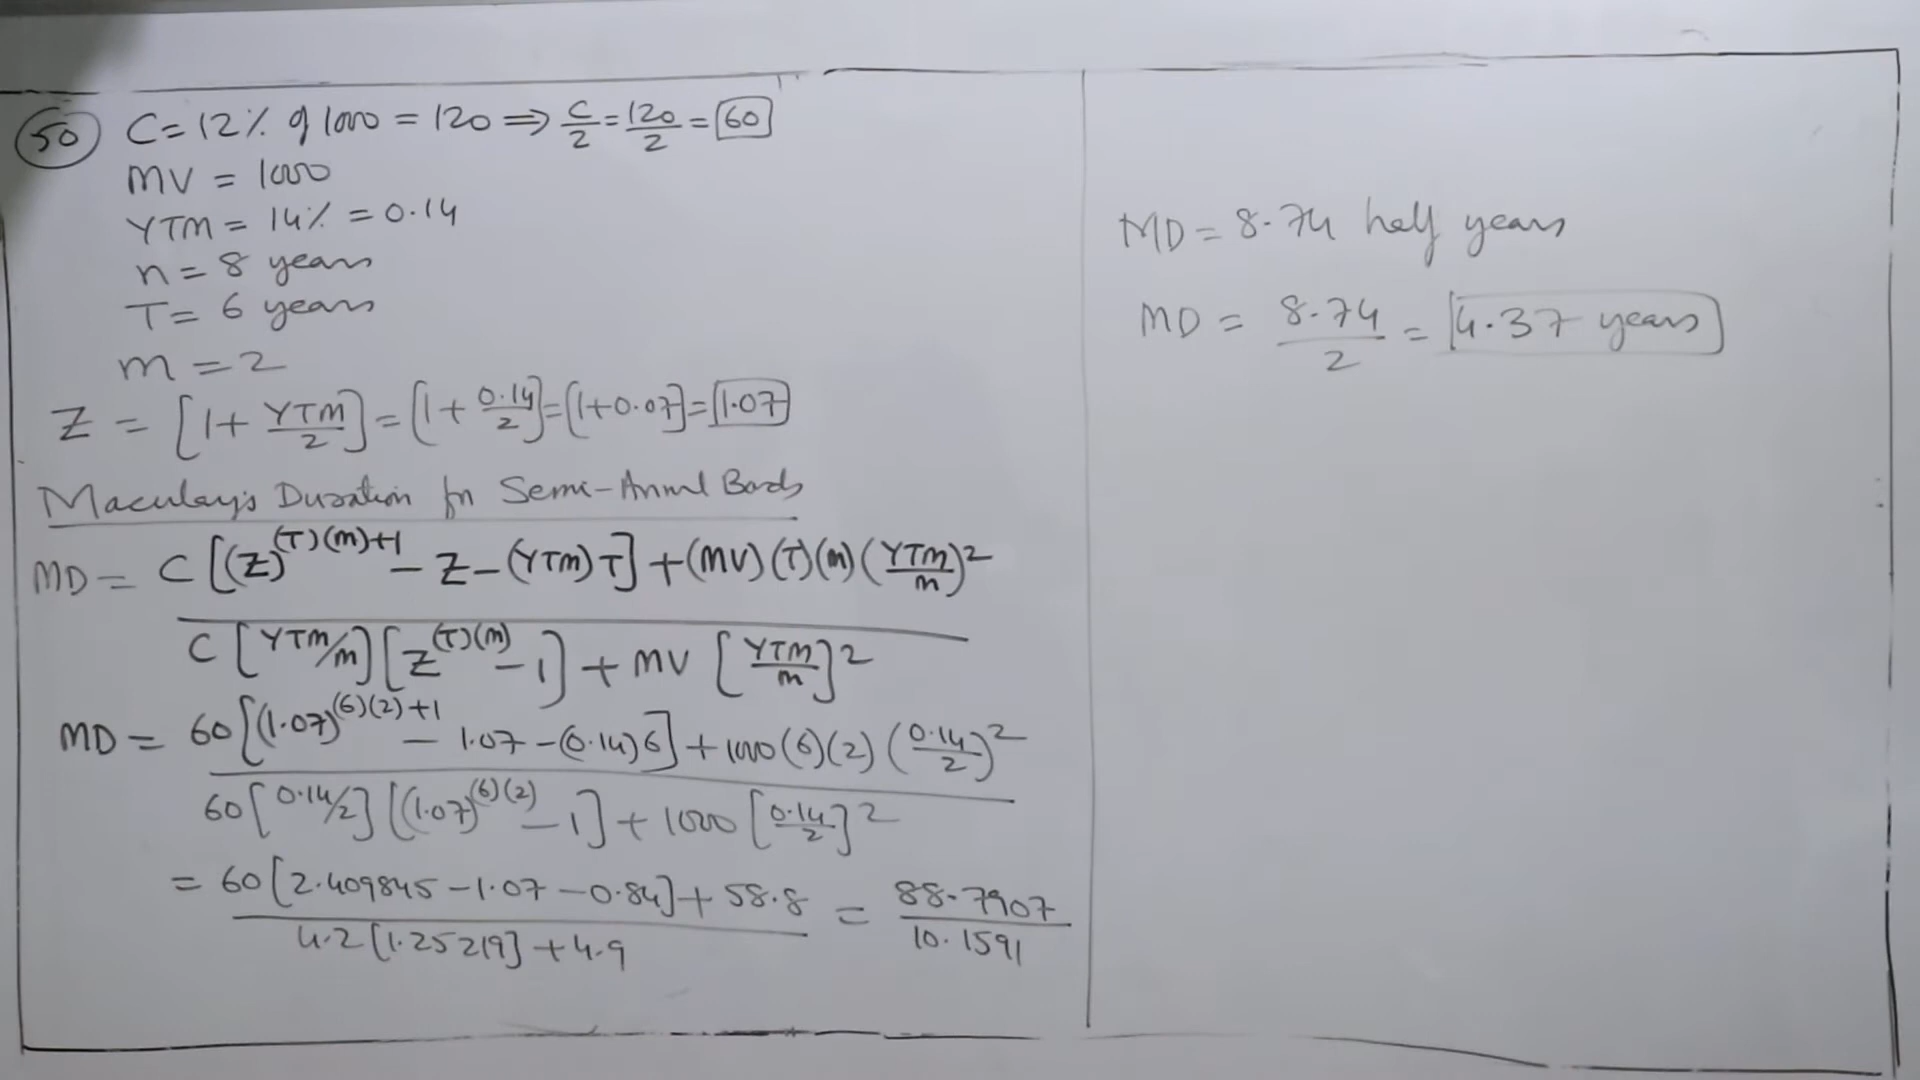 50 C = 12% of 1000 = 120 ⇒ C/2 = 120/2 = 60
MV = 1000
YTM = 14% = 0.14
n = 8 years
T = 6 years
m = 2
Z = [1 + YTM/2] = [1 + 0.14/2] = [1+0.07] = 1.07
Maculay's Duration for Semi-Annual Bonds
MD = C[(Z)^(T)(m)+1 - Z - (YTM)T] + (MV)(T)(m)(YTM/m)^2
C[YTM/m][Z^(T)(m) - 1] + MV[YTM/m]^2
MD = 60[(1.07)^(6)(2)+1 - 1.07 - (0.14)6] + 1000(6)(2)(0.14/2)^2
60[0.14/2][(1.07)^(6)(2) - 1] + 1000[0.14/2]^2
= 60[2.409845 - 1.07 - 0.84] + 58.8 = 88.7907
4.2[1.25219] + 4.9 10.1591
MD = 8.74 half years
MD = 8.74/2 = 4.37 years